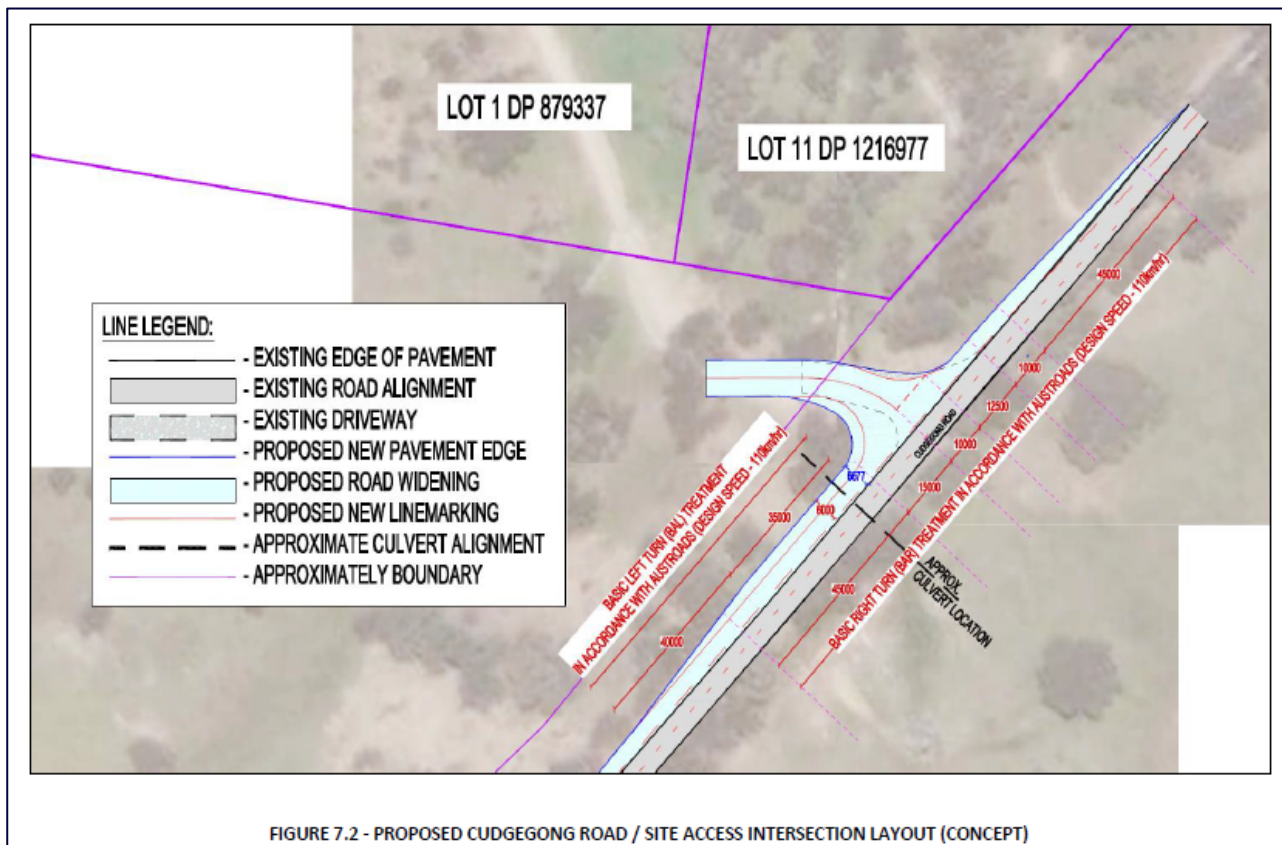 LOT 1 DP 879337
LOT 11 DP 1216977
LINE LEGEND:
- EXISTING EDGE OF PAVEMENT
- EXISTING ROAD ALIGNMENT
- EXISTING DRIVEWAY
- PROPOSED NEW PAVEMENT EDGE
- PROPOSED ROAD WIDENING
- PROPOSED NEW LINEMARKING
- APPROXIMATE CULVERT ALIGNMENT
- APPROXIMATELY BOUNDARY
BASIC LEFT TURN (BAL) TREATMENT
IN ACCORDANCE WITH AUSTROADS (DESIGN SPEED - 110km/hr)
35000
40000
6677
6000
CUDGEGONG ROAD
45000
10000
12500
10000
15000
45000
BASIC RIGHT TURN (BAR) TREATMENT IN ACCORDANCE WITH AUSTROADS (DESIGN SPEED - 110km/hr)
APPROX.
CULVERT LOCATION
FIGURE 7.2 - PROPOSED CUDGEGONG ROAD / SITE ACCESS INTERSECTION LAYOUT (CONCEPT)